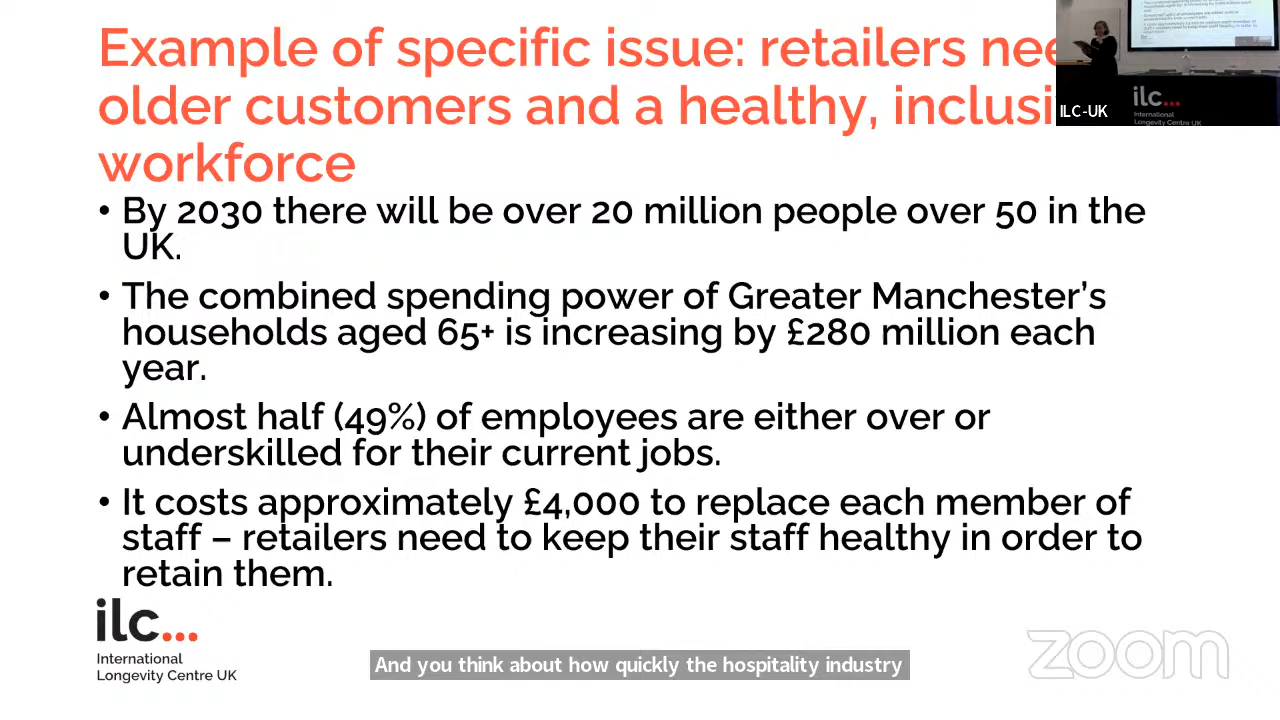 Example of specific issue: retailers nee
older customers and a healthy, inclusi
workforce
• By 2030 there will be over 20 million people over 50 in the
UK.
• The combined spending power of Greater Manchester’s
households aged 65+ is increasing by £280 million each
year.
• Almost half (49%) of employees are either over or
underskilled for their current jobs.
• It costs approximately £4,000 to replace each member of
staff – retailers need to keep their staff healthy in order to
retain them.
ilc...
International
Longevity Centre UK
And you think about how quickly the hospitality industry
zoom
ILC-UK
ilc...
International
Longevity Centre UK